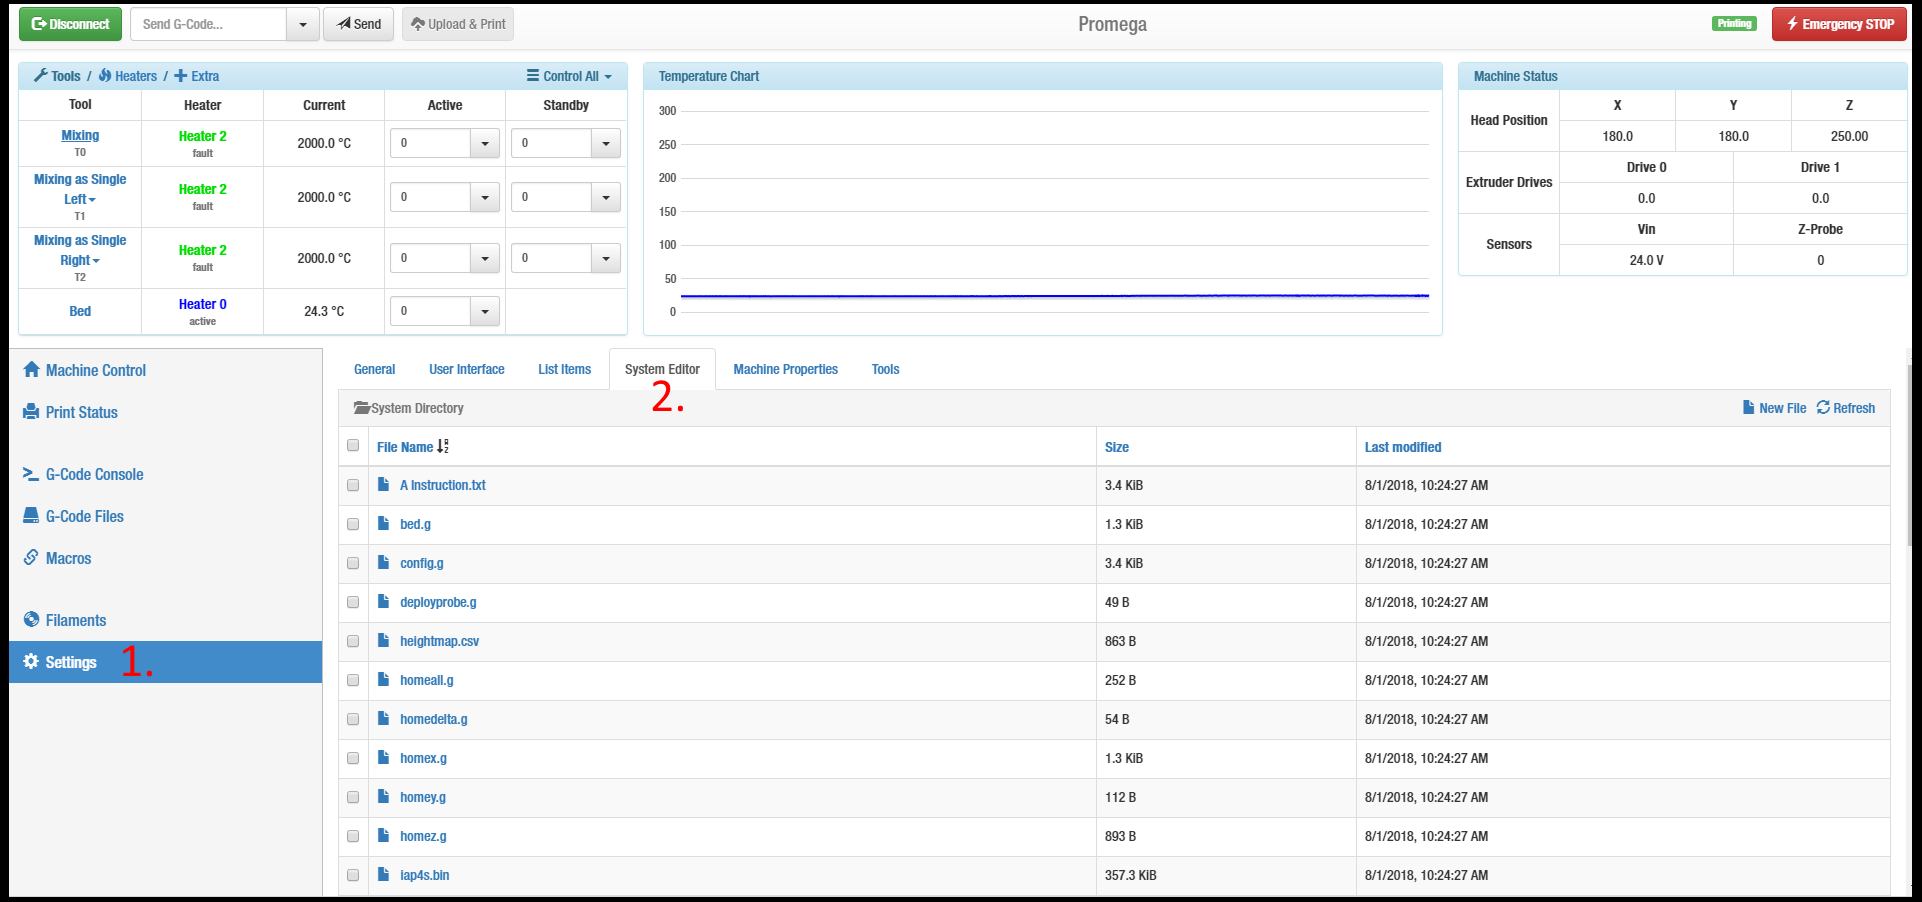 Disconnect Send G-Code... Send Upload & Print Promega Printing Emergency STOP
Tools / Heaters / Extra Control All
Tool Heater Current Active Standby
Mixing
T0
Heater 2
fault
2000.0 °C 0 0
Mixing as Single
Left
T1
Heater 2
fault
2000.0 °C 0 0
Mixing as Single
Right
T2
Heater 2
fault
2000.0 °C 0 0
Bed
Heater 0
active
24.3 °C 0
Temperature Chart
300
250
200
150
100
50
0
Machine Status
Head Position
X Y Z
180.0 180.0 250.00
Extruder Drives
Drive 0 Drive 1
0.0 0.0
Sensors
Vin Z-Probe
24.0 V 0
Machine Control
Print Status
G-Code Console
G-Code Files
Macros
Filaments
Settings 1.
General User Interface List Items System Editor Machine Properties Tools
2.
System Directory New File Refresh
File Name Size Last modified
A Instruction.txt 3.4 KiB 8/1/2018, 10:24:27 AM
bed.g 1.3 KiB 8/1/2018, 10:24:27 AM
config.g 3.4 KiB 8/1/2018, 10:24:27 AM
deployprobe.g 49 B 8/1/2018, 10:24:27 AM
heightmap.csv 863 B 8/1/2018, 10:24:27 AM
homeall.g 252 B 8/1/2018, 10:24:27 AM
homedelta.g 54 B 8/1/2018, 10:24:27 AM
homex.g 1.3 KiB 8/1/2018, 10:24:27 AM
homey.g 112 B 8/1/2018, 10:24:27 AM
homez.g 893 B 8/1/2018, 10:24:27 AM
iap4s.bin 357.3 KiB 8/1/2018, 10:24:27 AM